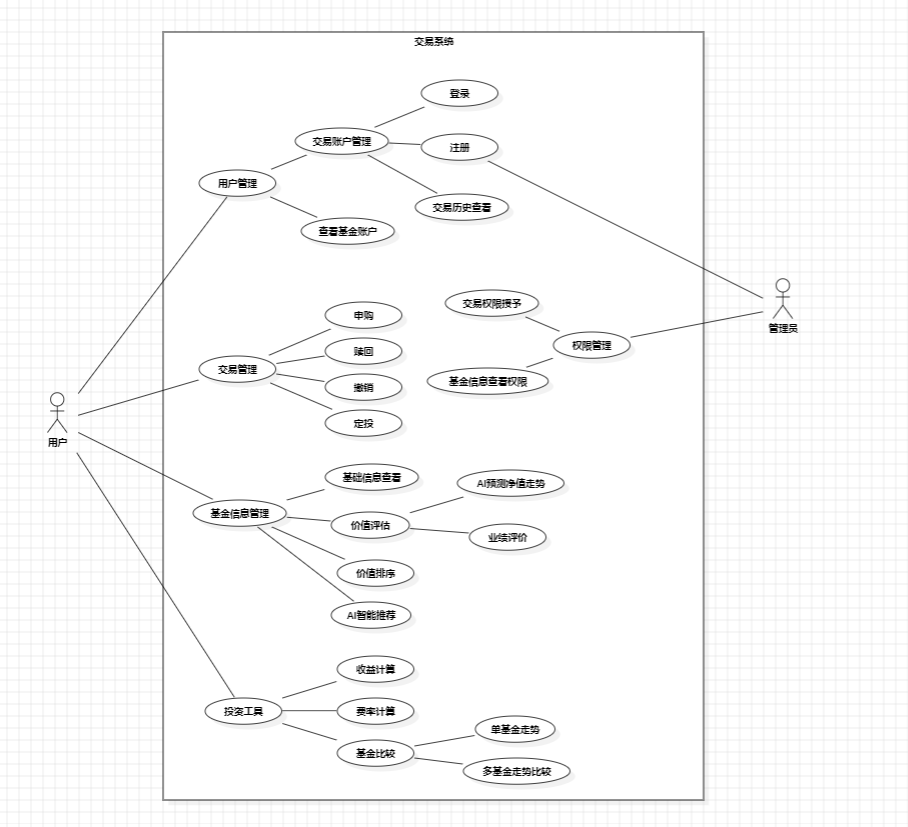 交易系统
登录
交易账户管理
注册
用户管理
交易历史查看
查看基金账户
申购
交易权限授予
管理员
赎回
权限管理
交易管理
撤销
基金信息查看权限
定投
用户
基础信息查看
AI预测净值走势
基金信息管理
价值评估
业绩评价
价值排序
AI智能推荐
收益计算
投资工具
费率计算
单基金走势
基金比较
多基金走势比较